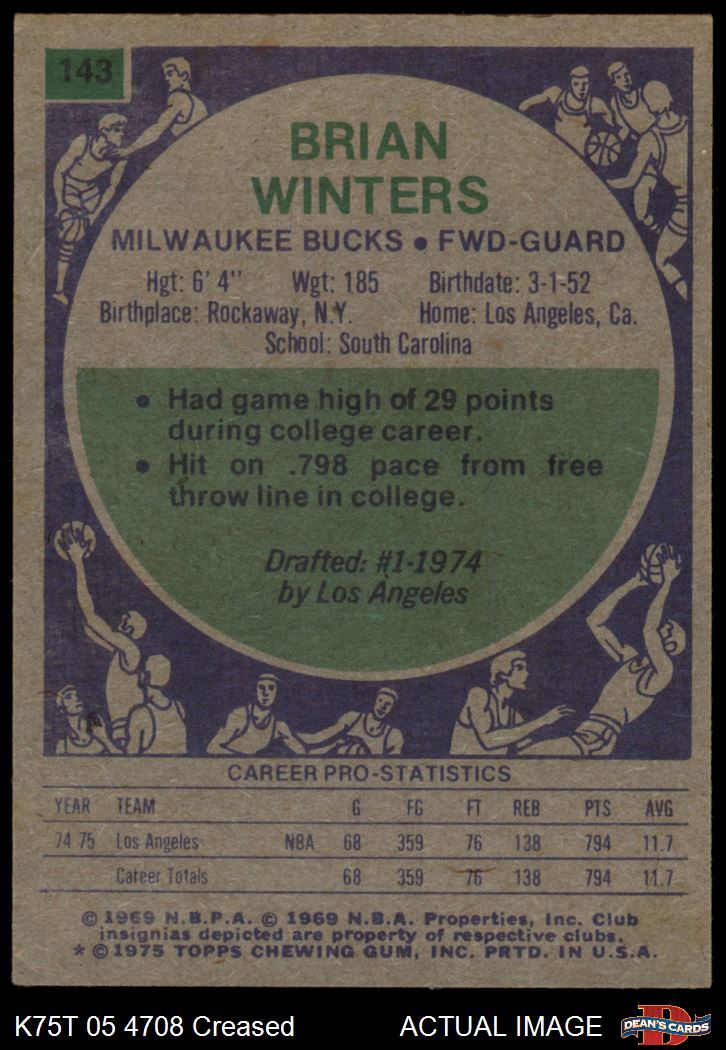 143
BRIAN
WINTERS
MILWAUKEE BUCKS • FWD-GUARD
Hgt: 6' 4" Wgt: 185 Birthdate: 3-1-52
Birthplace: Rockaway, N.Y. Home: Los Angeles, Ca.
School: South Carolina
• Had game high of 29 points
during college career.
• Hit on .798 pace from free
throw line in college.
Drafted: #1-1974
by Los Angeles
CAREER PRO-STATISTICS
YEAR TEAM G FG FT REB PTS AVG
74 75 Los Angeles NBA 68 359 76 138 794 11.7
Career Totals 68 359 76 138 794 11.7
© 1969 N.B.P.A. © 1969 N.B.A. Properties, Inc. Club
insignias depicted are property of respective clubs.
* © 1975 TOPPS CHEWING GUM, INC. PRTD. IN U.S.A.
K75T 05 4708 Creased ACTUAL IMAGE
D
DEAN'S CARDS